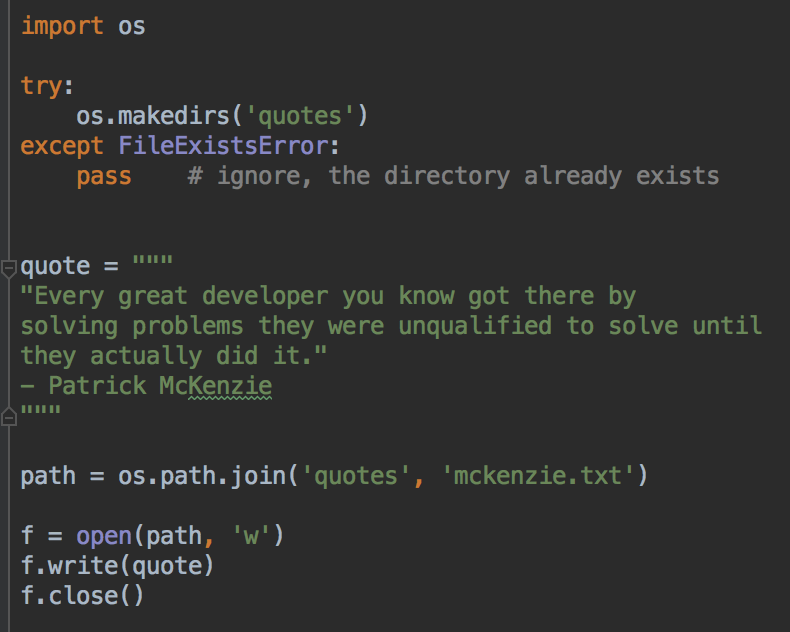 import os
try:
    os.makedirs('quotes')
except FileExistsError:
    pass    # ignore, the directory already exists
quote = """
"Every great developer you know got there by
solving problems they were unqualified to solve until
they actually did it."
– Patrick McKenzie
"""
path = os.path.join('quotes', 'mckenzie.txt')
f = open(path, 'w')
f.write(quote)
f.close()